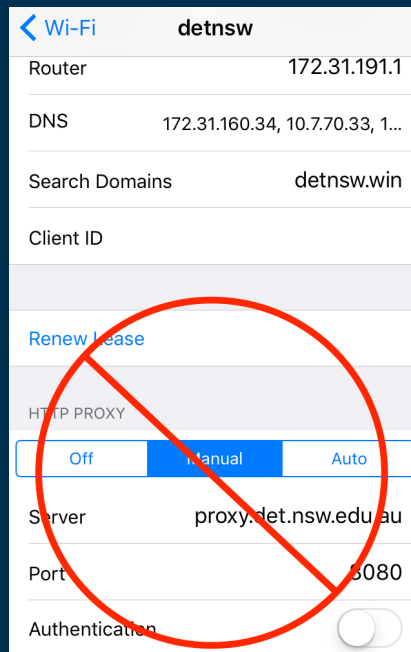 Wi-Fi detnsw
Router 172.31.191.1
DNS 172.31.160.34, 10.7.70.33, 1...
Search Domains detnsw.win
Client ID
Renew Lease
HTTP PROXY
Off Manual Auto
Server proxy.det.nsw.edu.au
Port 8080
Authentication